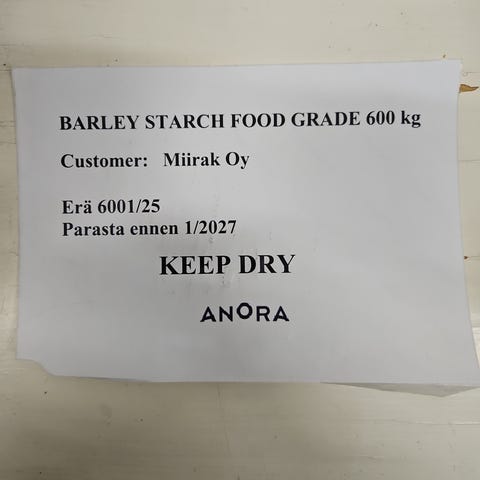 BARLEY STARCH FOOD GRADE 600 kg
Customer: Miirak Oy
Erä 6001/25
Parasta ennen 1/2027
KEEP DRY
ANORA